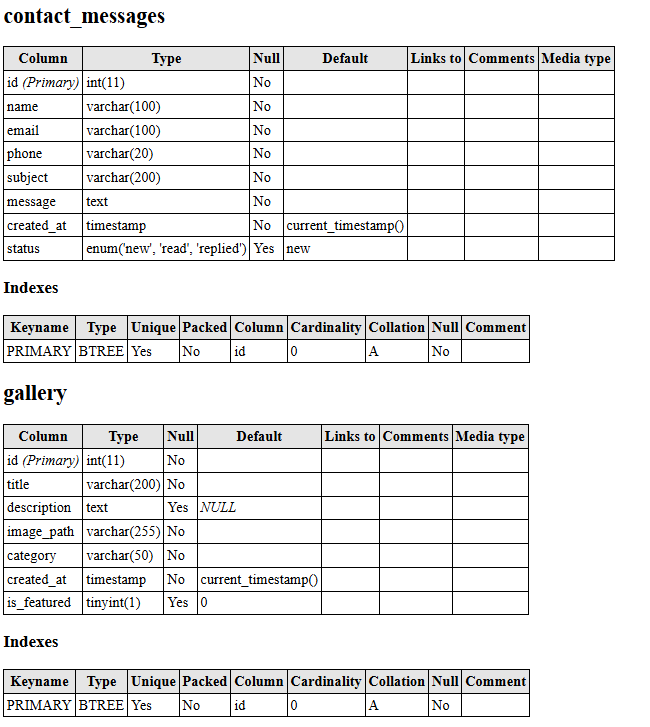 contact_messages
Column Type Null Default Links to Comments Media type
id (Primary) int(11) No
name varchar(100) No
email varchar(100) No
phone varchar(20) No
subject varchar(200) No
message text No
created_at timestamp No current_timestamp()
status enum('new', 'read', 'replied') Yes new
Indexes
Keyname Type Unique Packed Column Cardinality Collation Null Comment
PRIMARY BTREE Yes No id 0 A No
gallery
Column Type Null Default Links to Comments Media type
id (Primary) int(11) No
title varchar(200) No
description text Yes NULL
image_path varchar(255) No
category varchar(50) No
created_at timestamp No current_timestamp()
is_featured tinyint(1) Yes 0
Indexes
Keyname Type Unique Packed Column Cardinality Collation Null Comment
PRIMARY BTREE Yes No id 0 A No